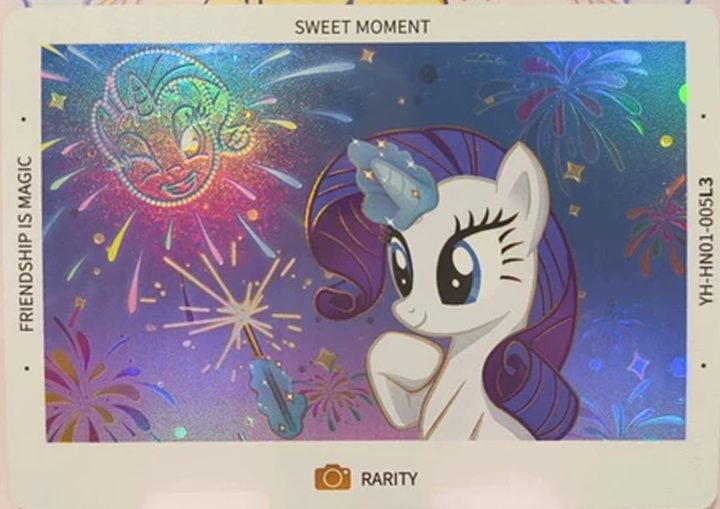 SWEET MOMENT
FRIENDSHIP IS MAGIC
YH-HN01-005L3
RARITY